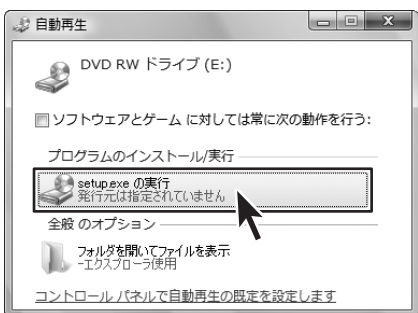 自動再生
DVD RW ドライブ (E:)
ソフトウェアとゲーム に対しては常に次の動作を行う:
プログラムのインストール/実行
setup.exe の実行
発行元は指定されていません
全般 のオプション
フォルダを開いてファイルを表示
-エクスプローラ使用
コントロール パネルで自動再生の既定を設定します